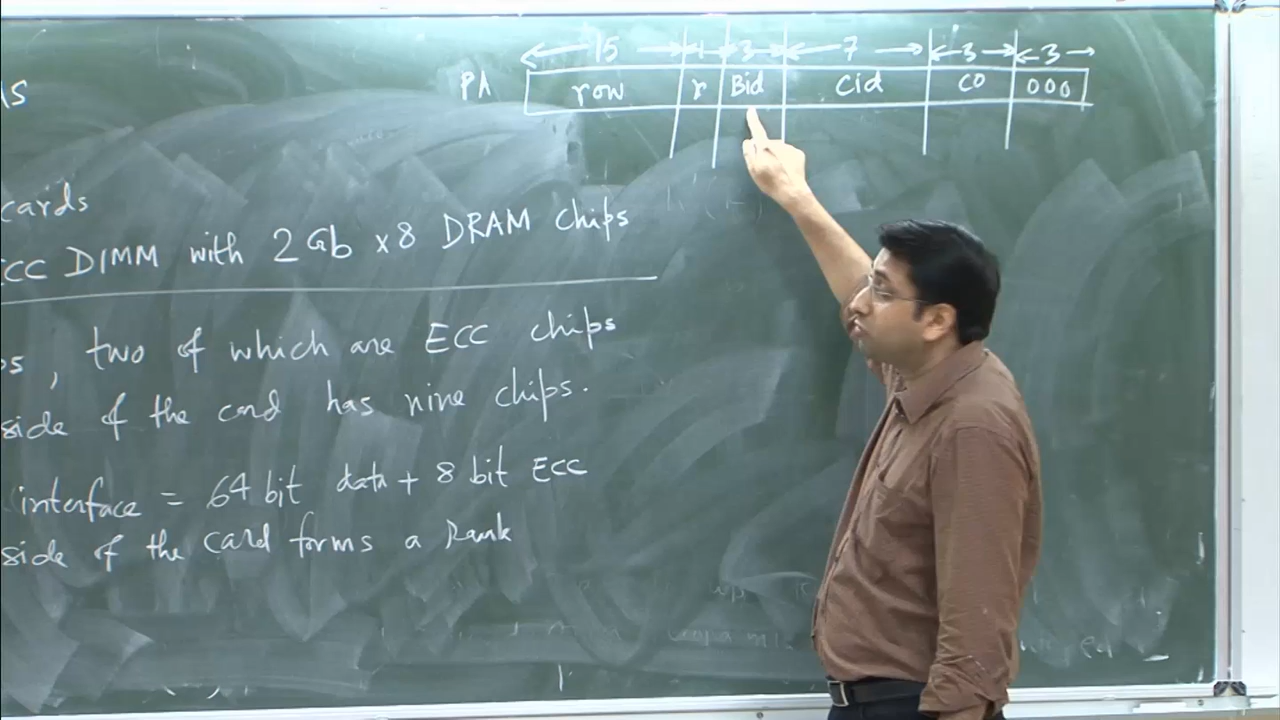 15 1 3 7 3 3
PA row r Bid Cid CO 000
cards
CC DIMM with 2Gb x8 DRAM chips
, two of which are ECC chips
side of the card has nine chips.
interface = 64 bit data + 8 bit ECC
side of the card forms a Rank